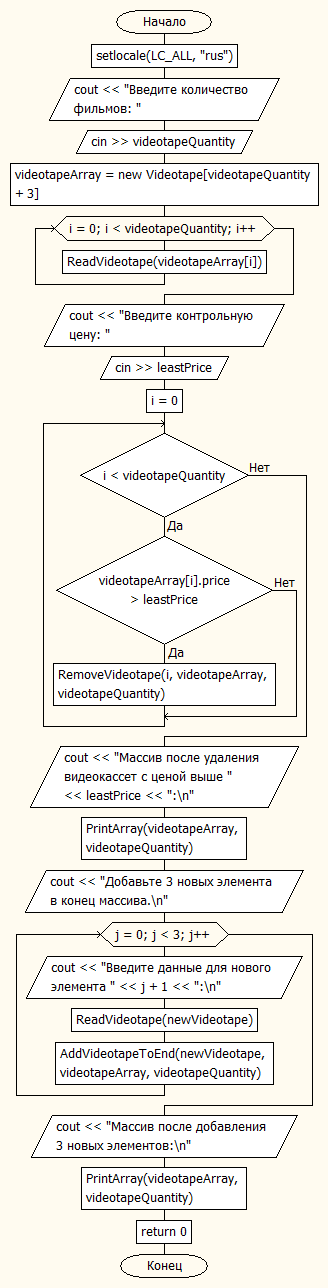 Начало
setlocale(LC_ALL, "rus")
cout << "Введите количество
фильмов: "
cin >> videotapeQuantity
videotapeArray = new Videotape[videotapeQuantity
+ 3]
i = 0; i < videotapeQuantity; i++
ReadVideotape(videotapeArray[i])
cout << "Введите контрольную
цену: "
cin >> leastPrice
i = 0
i < videotapeQuantity
Нет
Да
videotapeArray[i].price
> leastPrice
Нет
Да
RemoveVideotape(i, videotapeArray,
videotapeQuantity)
cout << "Массив после удаления
видеокассет с ценой выше "
<< leastPrice << ":\n"
PrintArray(videotapeArray,
videotapeQuantity)
cout << "Добавьте 3 новых элемента
в конец массива.\n"
j = 0; j < 3; j++
cout << "Введите данные для нового
элемента " << j + 1 << ":\n"
ReadVideotape(newVideotape)
AddVideotapeToEnd(newVideotape,
videotapeArray, videotapeQuantity)
cout << "Массив после добавления
3 новых элементов:\n"
PrintArray(videotapeArray,
videotapeQuantity)
return 0
Конец